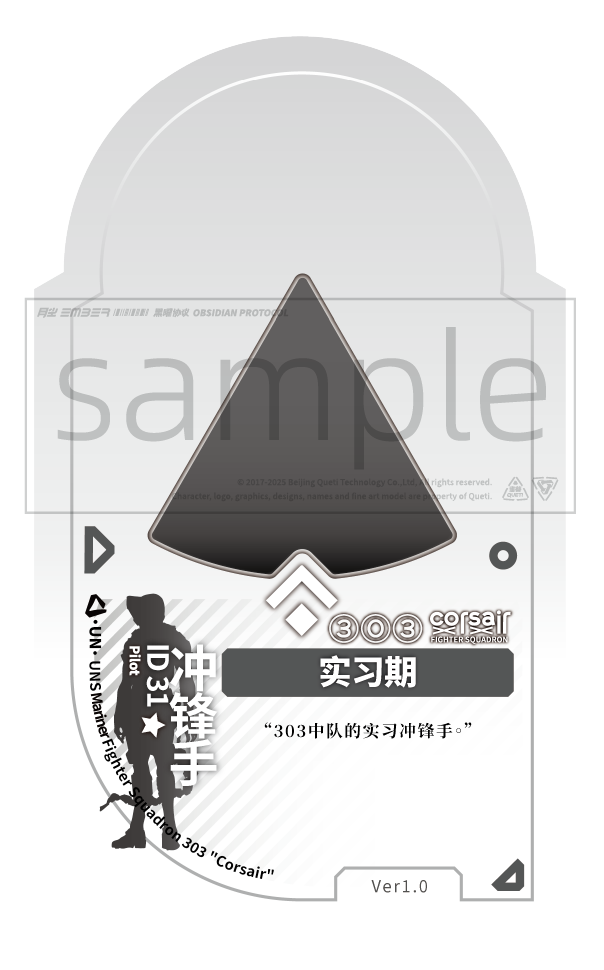 EMBER 黑曜协议 OBSIDIAN PROTOCOL
sample
© 2017-2025 Beijing Queti Technology Co.,Ltd. All rights reserved.
Character, logo, graphics, designs, names and fine art model are property of Queti.
QUETI
303 corsair
FIGHTER SQUADRON
实习期
冲锋手
ID 31
Pilot
“303中队的实习冲锋手。”
·UN· UNS Mariner Fighter Squadron 303 "Corsair"
Ver1.0